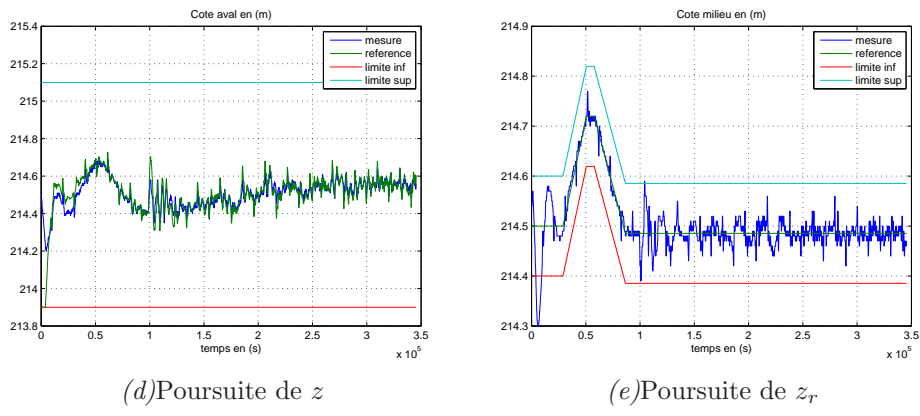 Cote aval en (m)
215.4
215.2
215
214.8
214.6
214.4
214.2
214
213.8
0
0.5
1
1.5
2
2.5
3
3.5
x 10^5
temps en (s)
mesure
reference
limite inf
limite sup
(d)Poursuite de z
Cote milieu en (m)
214.9
214.8
214.7
214.6
214.5
214.4
214.3
0
0.5
1
1.5
2
2.5
3
3.5
x 10^5
temps en (s)
mesure
reference
limite inf
limite sup
(e)Poursuite de z_r